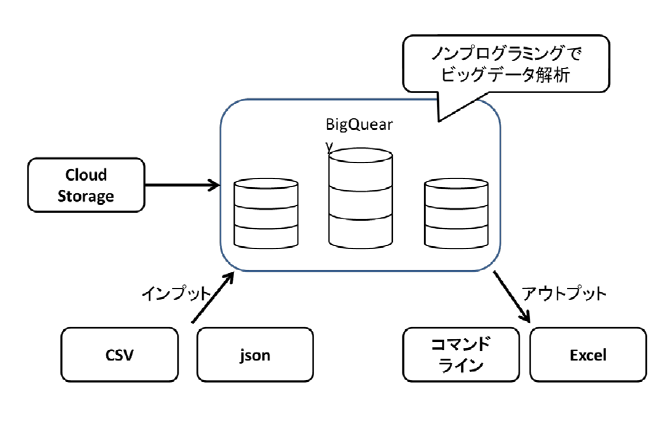 ノンプログラミングで
ビッグデータ解析
BigQuear
y
Cloud
Storage
インプット
アウトプット
CSV
json
コマンド
ライン
Excel